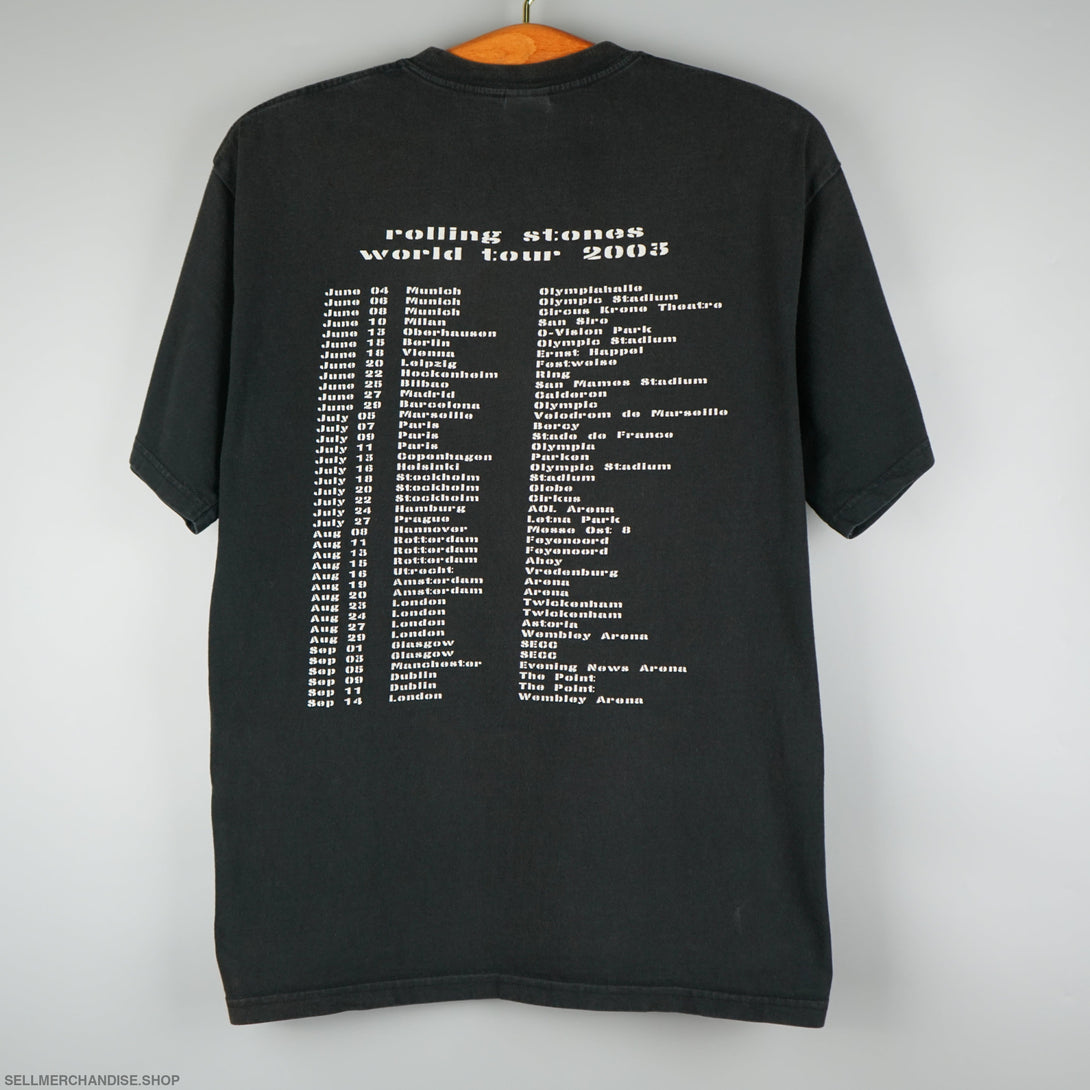 rolling stones
world tour 2003
June 04 Munich Olympiahalle
June 06 Munich Olympic Stadium
June 08 Munich Circus Krone Theatre
June 10 Milan San Siro
June 13 Oberhausen O-Vision Park
June 15 Berlin Olympic Stadium
June 18 Vienna Ernst Happel
June 20 Leipzig Festweise
June 22 Hockenheim Ring
June 25 Bilbao San Mames Stadium
June 27 Madrid Calderon
June 29 Barcelona Olympic
July 05 Marseille Velodrom de Marseille
July 07 Paris Bercy
July 09 Paris Stade de France
July 11 Paris Olympia
July 13 Copenhagen Parken
July 16 Helsinki Olympic Stadium
July 18 Stockholm Stadium
July 20 Stockholm Globe
July 22 Stockholm Cirkus
July 24 Hamburg AOL Arena
July 27 Prague Letna Park
Aug 08 Hannover Messe Ost 8
Aug 11 Rotterdam Feyenoord
Aug 13 Rotterdam Feyenoord
Aug 15 Rotterdam Ahoy
Aug 16 Utrecht Vredenburg
Aug 19 Amsterdam Arena
Aug 20 Amsterdam Arena
Aug 23 London Twickenham
Aug 24 London Twickenham
Aug 27 London Astoria
Aug 29 London Wembley Arena
Sep 01 Glasgow SECC
Sep 03 Glasgow SECC
Sep 05 Manchester Evening News Arena
Sep 09 Dublin The Point
Sep 11 Dublin The Point
Sep 14 London Wembley Arena
SELLMERCHANDISE.SHOP